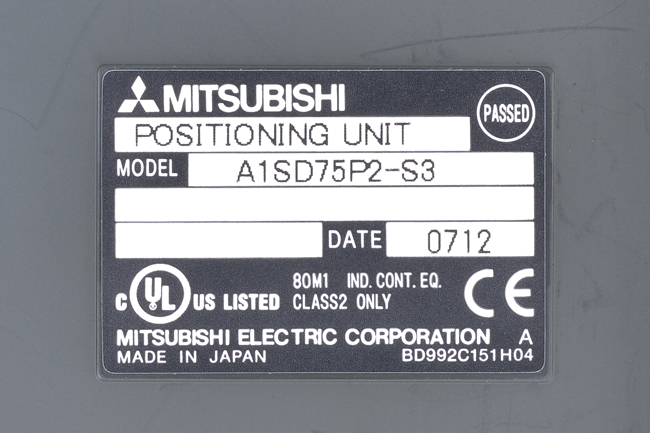 MITSUBISHI
PASSED
POSITIONING UNIT
MODEL A1SD75P2-S3
DATE 0712
C UL US LISTED 80M1 IND. CONT. EQ. CE
CLASS2 ONLY
MITSUBISHI ELECTRIC CORPORATION A
MADE IN JAPAN BD992C151H04